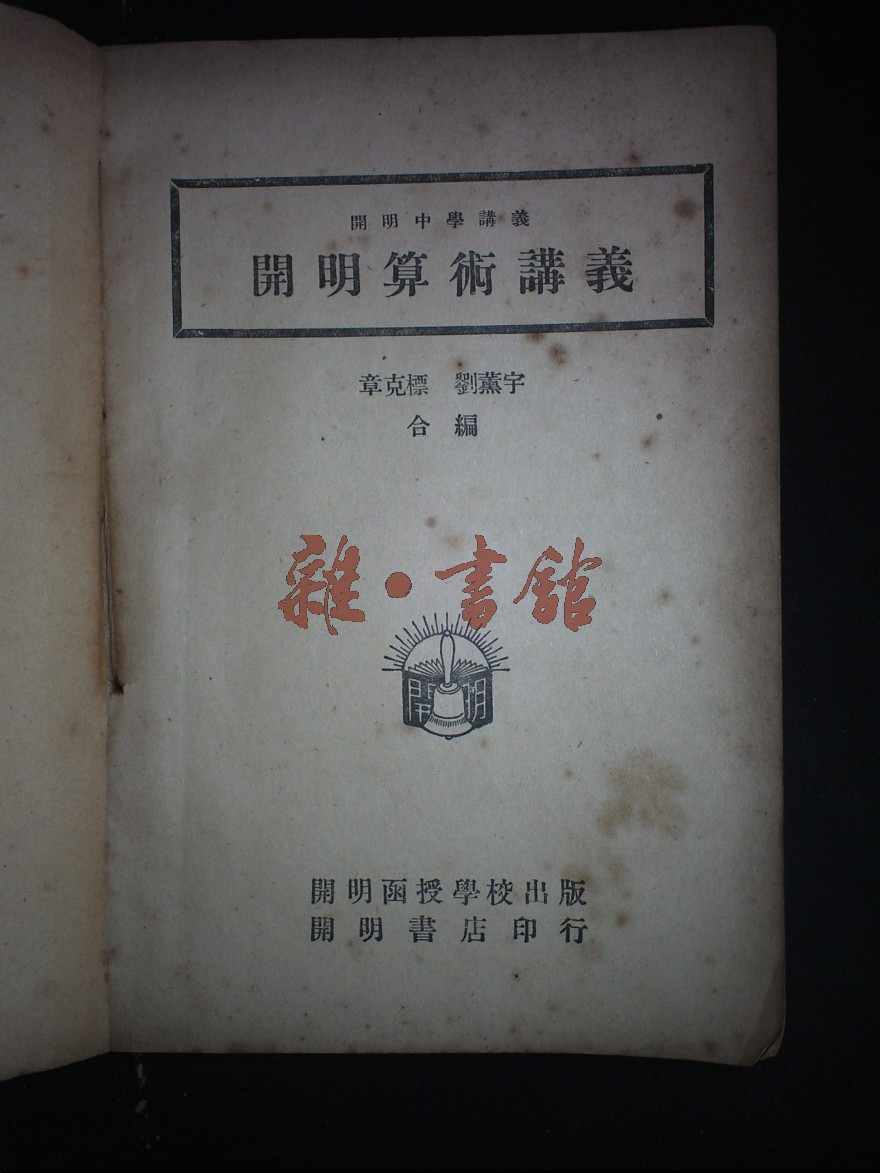 開明中學講義
開明算術講義
章克標 劉薰宇
合編
雜·書舘
開明
開明函授學校出版
開明書店印行